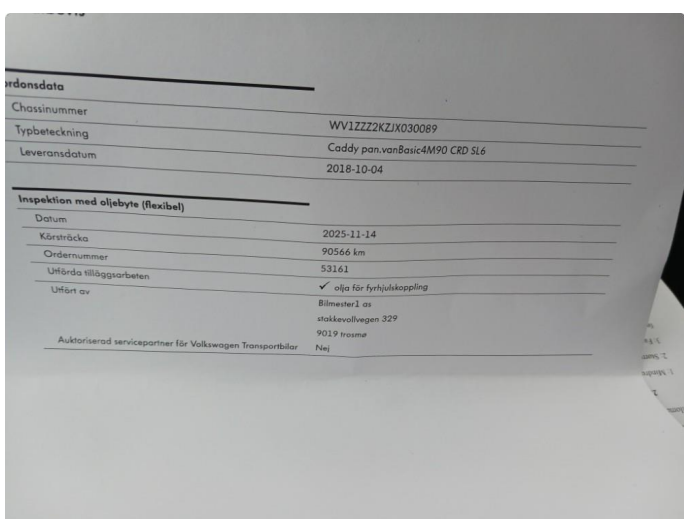 rdonsdata
Chassinummer WV1ZZZ2KZJX030089
Typbeteckning Caddy pan.vanBasic4M90 CRD SL6
Leveransdatum 2018-10-04
Inspektion med oljebyte (flexibel)
Datum 2025-11-14
Körsträcka 90566 km
Ordernummer 53161
Utförda tilläggsarbeten ✓ olja för fyrhjulskoppling
Utfört av Bilmester1 as
stakkevollvegen 329
9019 tromsø
Auktoriserad servicepartner för Volkswagen Transportbilar Nej